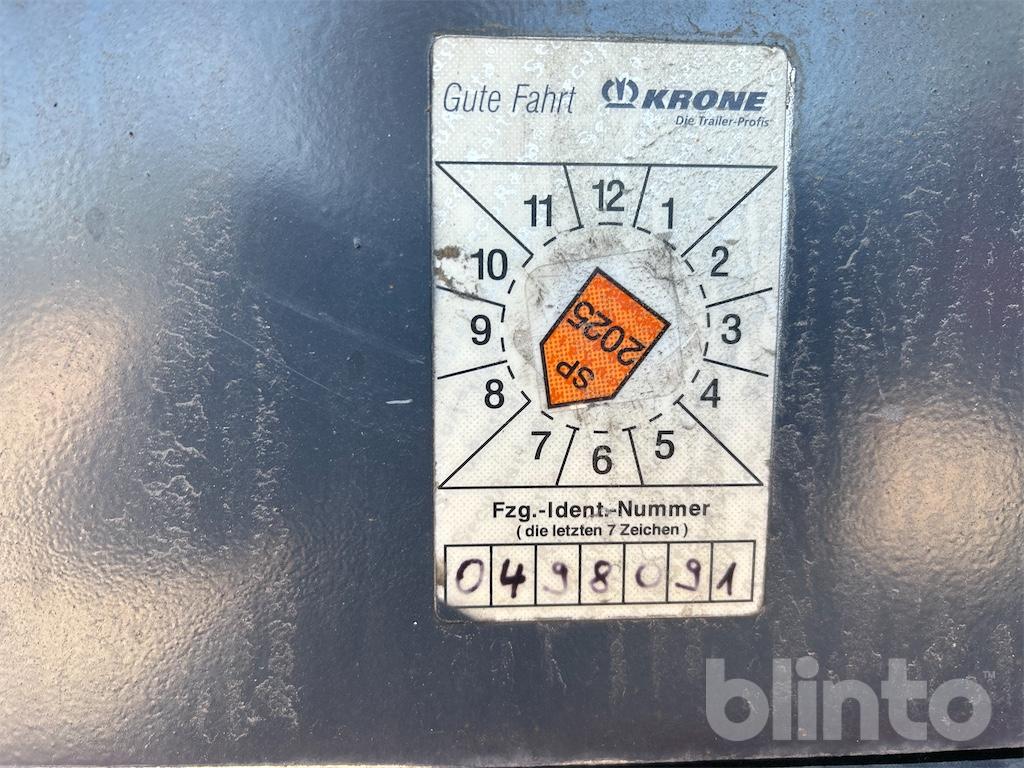 Gute Fahrt KRONE
Die Trailer-Profis
12
11 1
10 2
9 3
8 4
7 5
6
SP
2025
Fzg.-Ident.-Nummer
(die letzten 7 Zeichen)
0498091
blinto™